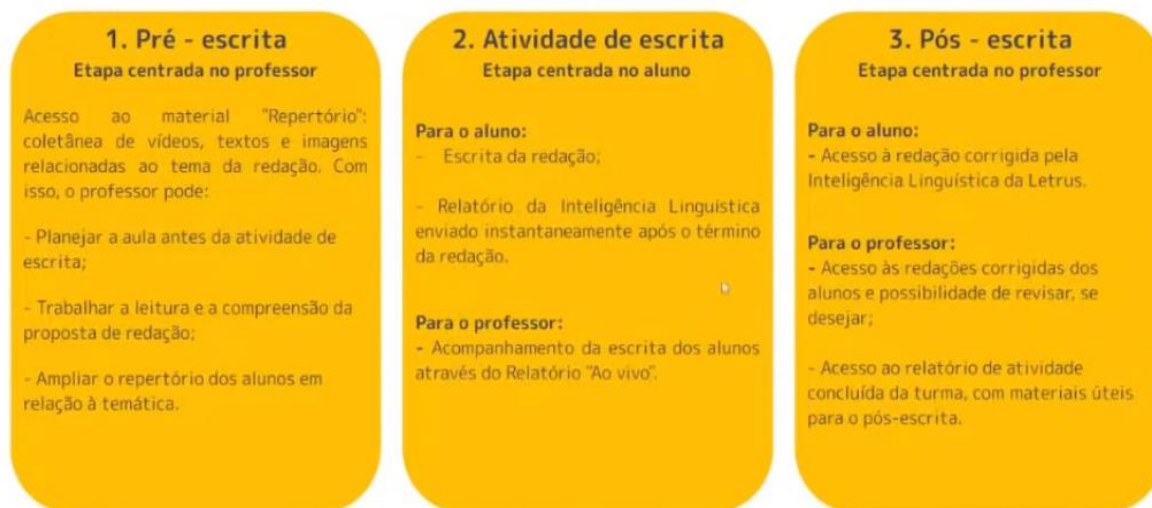 1. Pré - escrita
Etapa centrada no professor
Acesso ao material "Repertório":
coletânea de vídeos, textos e imagens
relacionadas ao tema da redação. Com
isso, o professor pode:
- Planejar a aula antes da atividade de
escrita;
- Trabalhar a leitura e a compreensão da
proposta de redação;
- Ampliar o repertório dos alunos em
relação à temática.
2. Atividade de escrita
Etapa centrada no aluno
Para o aluno:
- Escrita da redação;
- Relatório da Inteligência Linguística
enviado instantaneamente após o término
da redação.
Para o professor:
- Acompanhamento da escrita dos alunos
através do Relatório "Ao vivo".
3. Pós - escrita
Etapa centrada no professor
Para o aluno:
- Acesso à redação corrigida pela
Inteligência Linguística da Letrus.
Para o professor:
- Acesso às redações corrigidas dos
alunos e possibilidade de revisar, se
desejar;
- Acesso ao relatório de atividade
concluída da turma, com materiais úteis
para o pós-escrita.